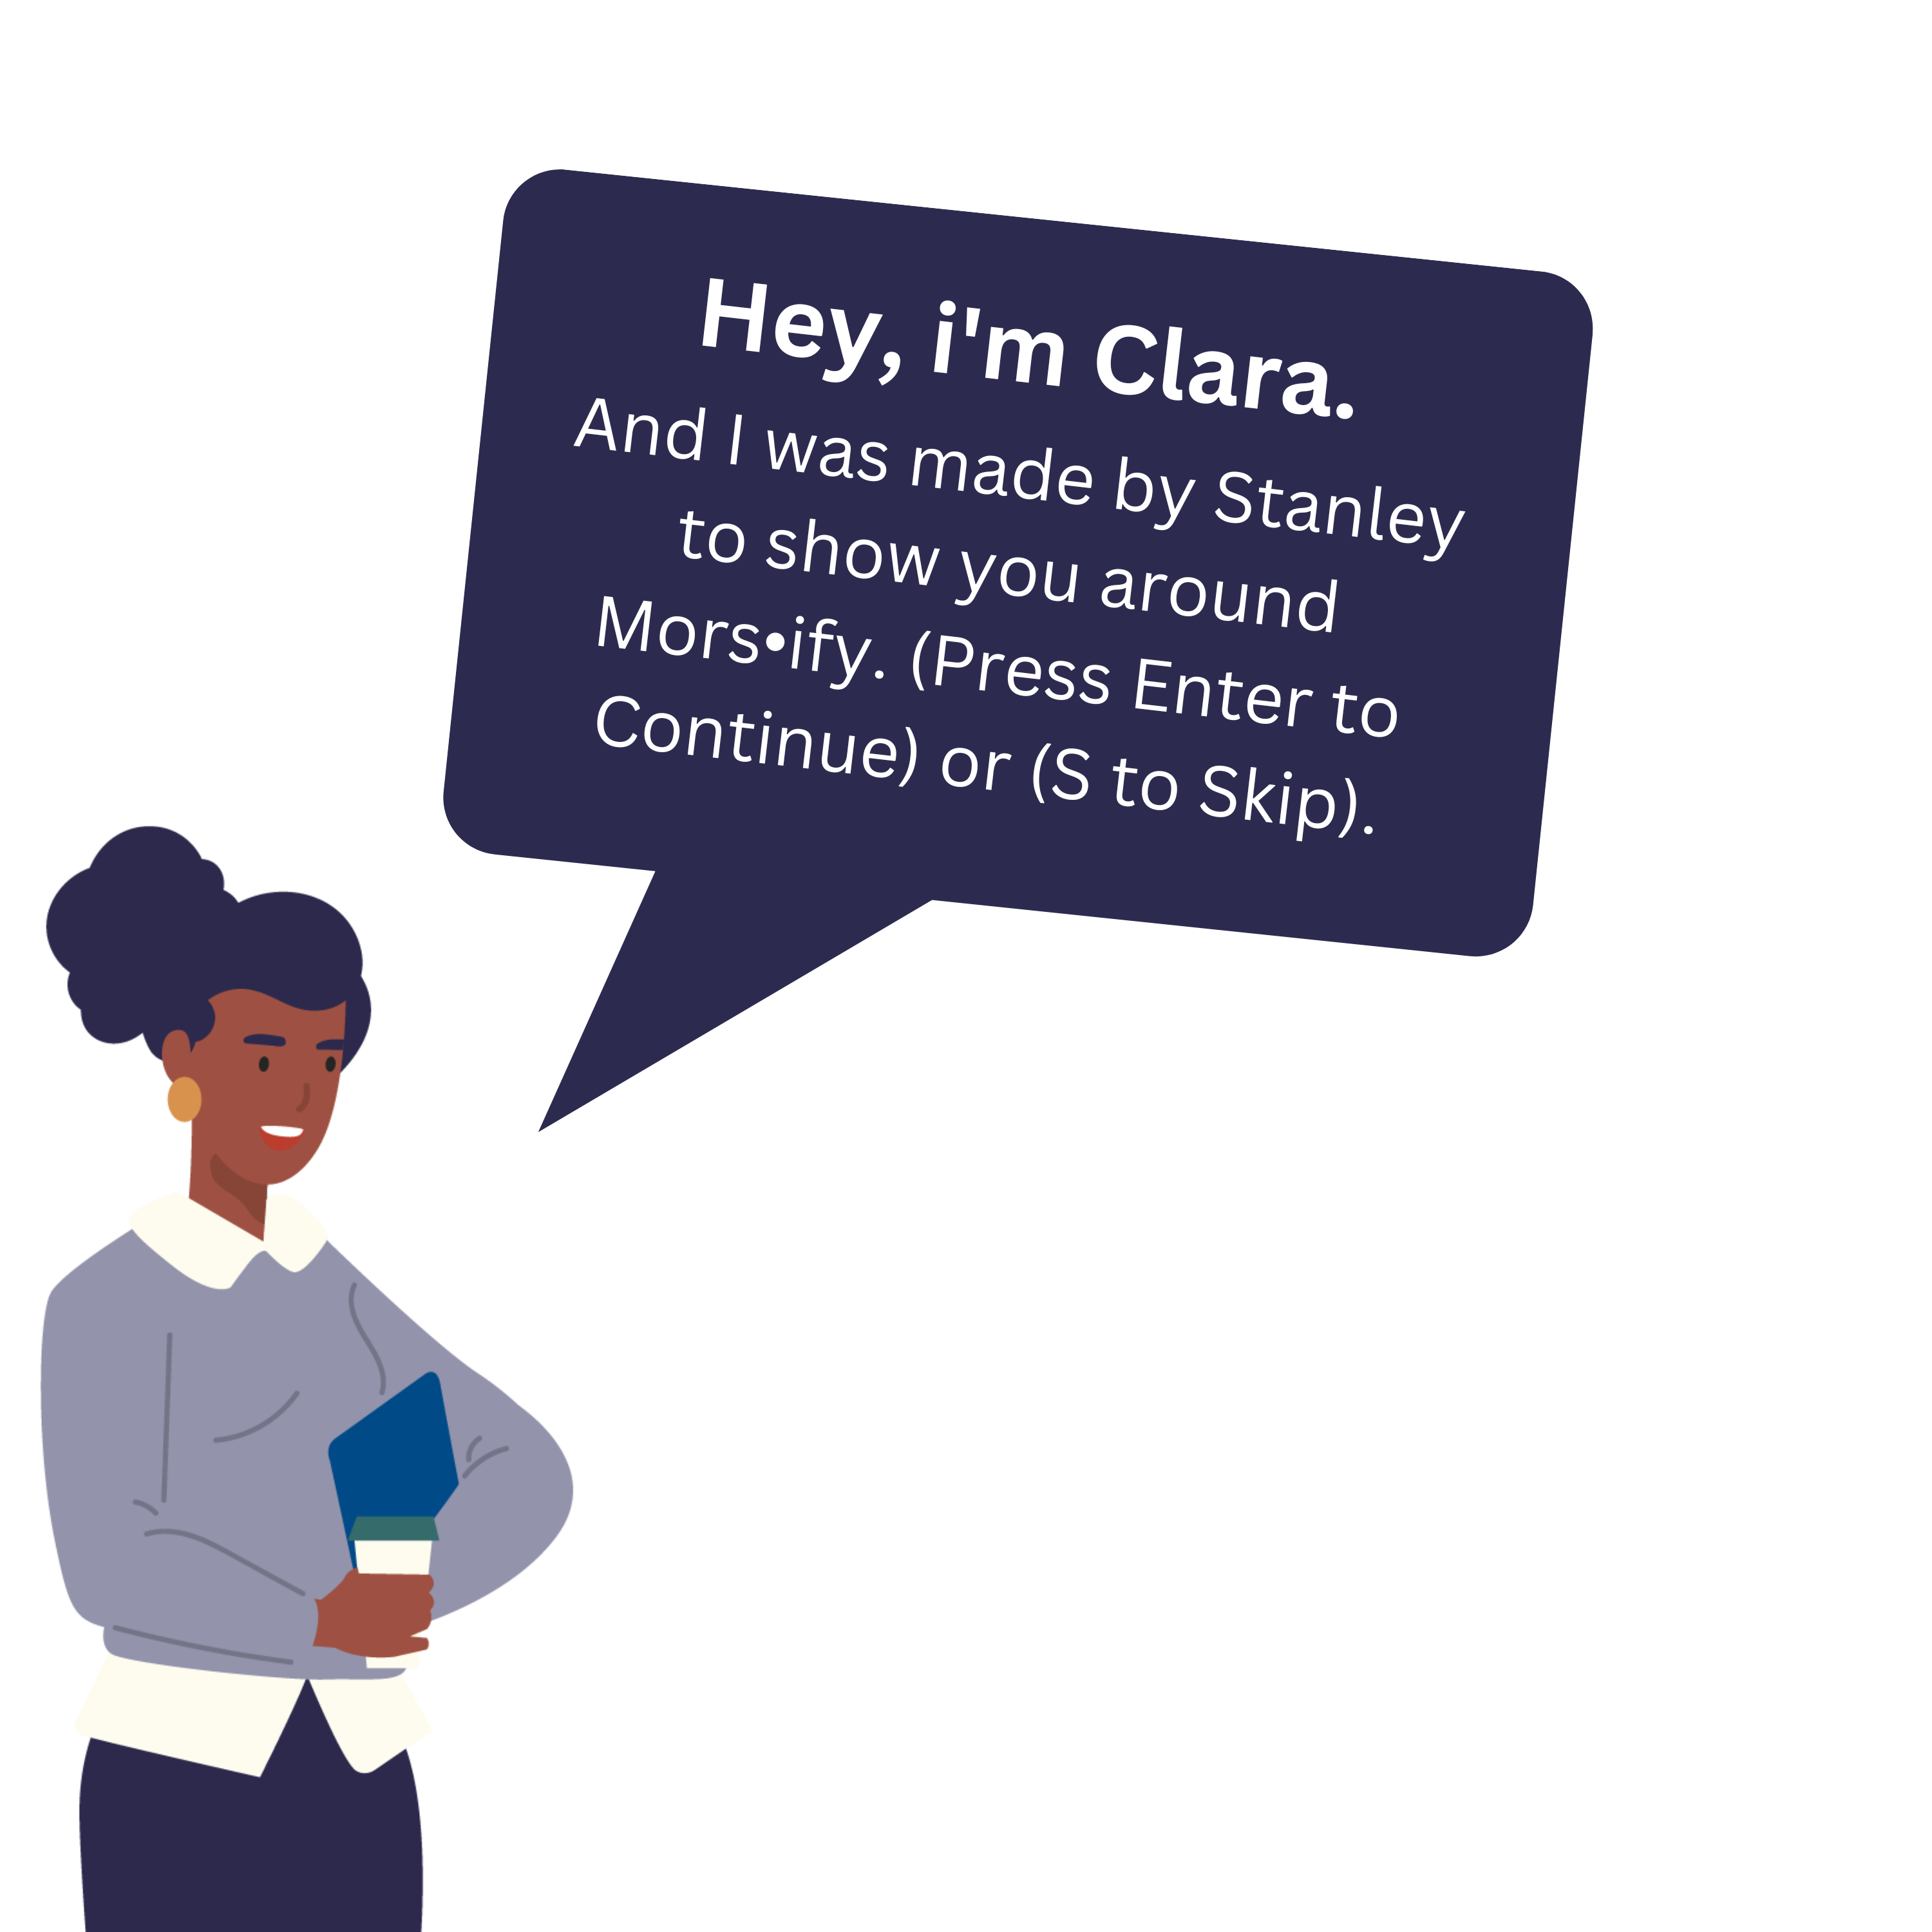 Hey, i'm Clara.
And I was made by Stanley
to show you around
Mors•ify. (Press Enter to
Continue) or (S to Skip).